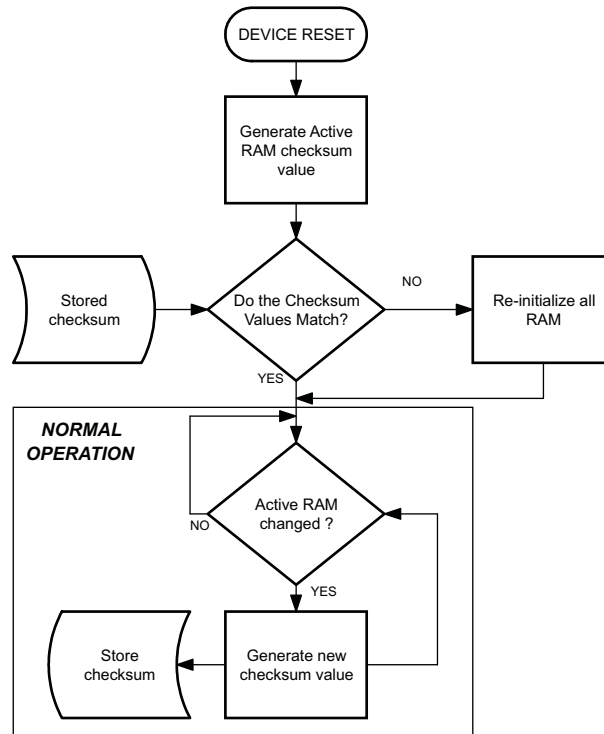 DEVICE RESET
Generate Active
RAM checksum
value
Stored
checksum
Do the Checksum
Values Match?
NO
Re-initialize all
RAM
YES
NORMAL
OPERATION
Active RAM
changed ?
NO
YES
Store
checksum
Generate new
checksum value